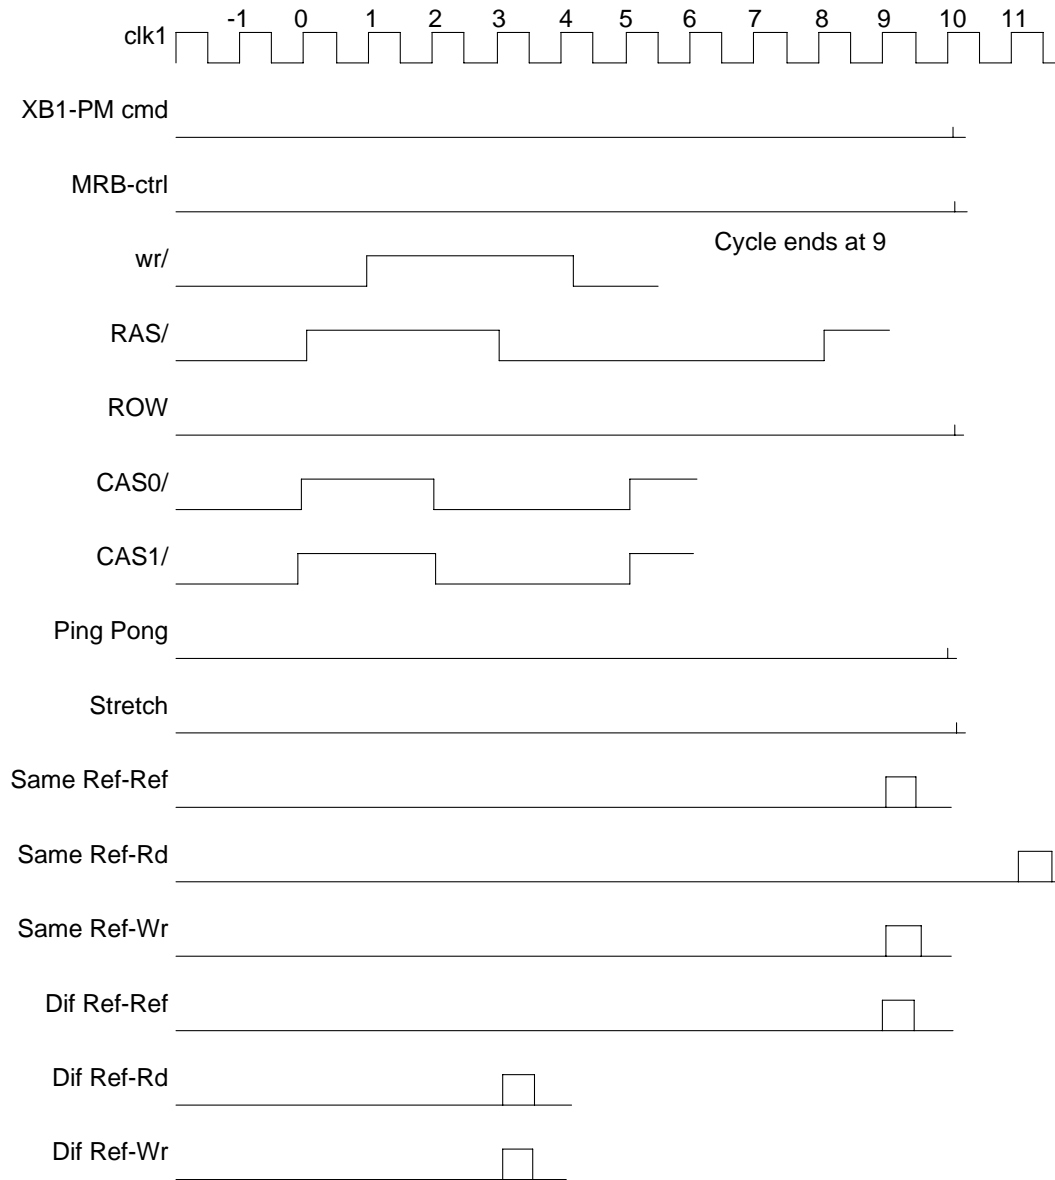 -1 0 1 2 3 4 5 6 7 8 9 10 11
clk1
XB1-PM cmd
MRB-ctrl
Cycle ends at 9
wr/
RAS/
ROW
CAS0/
CAS1/
Ping Pong
Stretch
Same Ref-Ref
Same Ref-Rd
Same Ref-Wr
Dif Ref-Ref
Dif Ref-Rd
Dif Ref-Wr